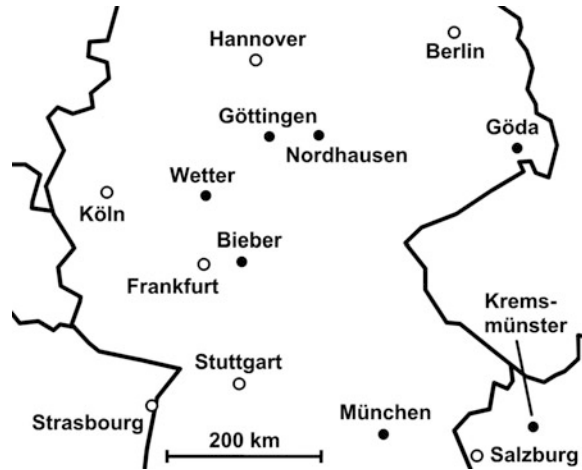 Hannover
Berlin
Göttingen
Nordhausen
Göda
Wetter
Köln
Bieber
Frankfurt
Krems-
münster
Stuttgart
Strasbourg
München
200 km
Salzburg